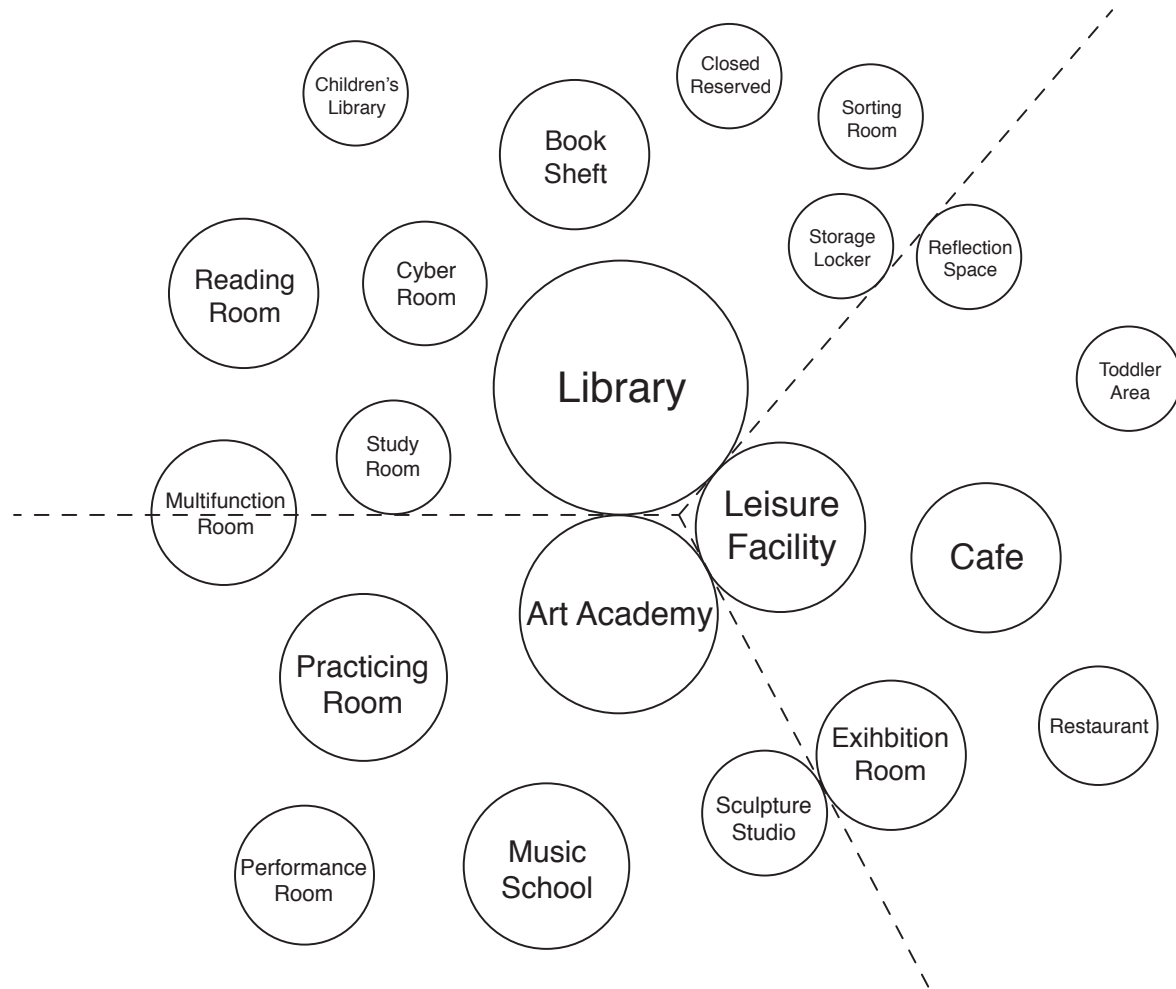 Children's
Library
Closed
Reserved
Book
Sheft
Sorting
Room
Storage
Locker
Reflection
Space
Reading
Room
Cyber
Room
Library
Toddler
Area
Study
Room
Multifunction
Room
Leisure
Facility
Cafe
Art Academy
Practicing
Room
Exihbition
Room
Restaurant
Sculpture
Studio
Music
School
Performance
Room